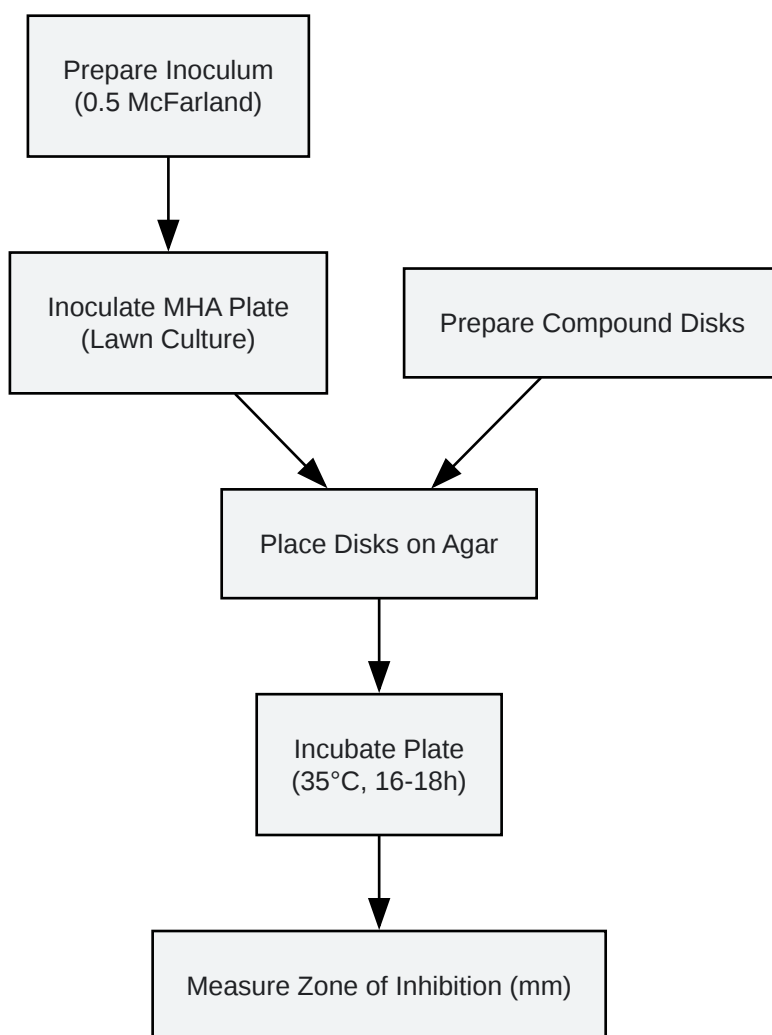 Prepare Inoculum
(0.5 McFarland)
Inoculate MHA Plate
(Lawn Culture)
Prepare Compound Disks
Place Disks on Agar
Incubate Plate
(35°C, 16-18h)
Measure Zone of Inhibition (mm)